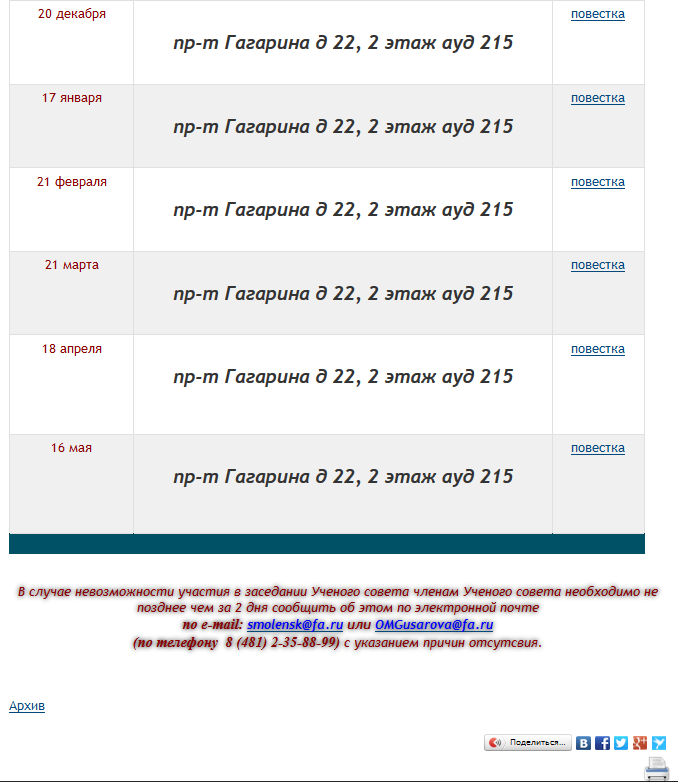 20 декабря
пр-т Гагарина д 22, 2 этаж ауд 215
повестка
17 января
пр-т Гагарина д 22, 2 этаж ауд 215
повестка
21 февраля
пр-т Гагарина д 22, 2 этаж ауд 215
повестка
21 марта
пр-т Гагарина д 22, 2 этаж ауд 215
повестка
18 апреля
пр-т Гагарина д 22, 2 этаж ауд 215
повестка
16 мая
пр-т Гагарина д 22, 2 этаж ауд 215
повестка
В случае невозможности участия в заседании Ученого совета членам Ученого совета необходимо не
позднее чем за 2 дня сообщить об этом по электронной почте
по e-mail: smolensk@fa.ru или OMGusarova@fa.ru
(по телефону 8 (481) 2-35-88-99) с указанием причин отсутсвия.
Архив
Поделиться...